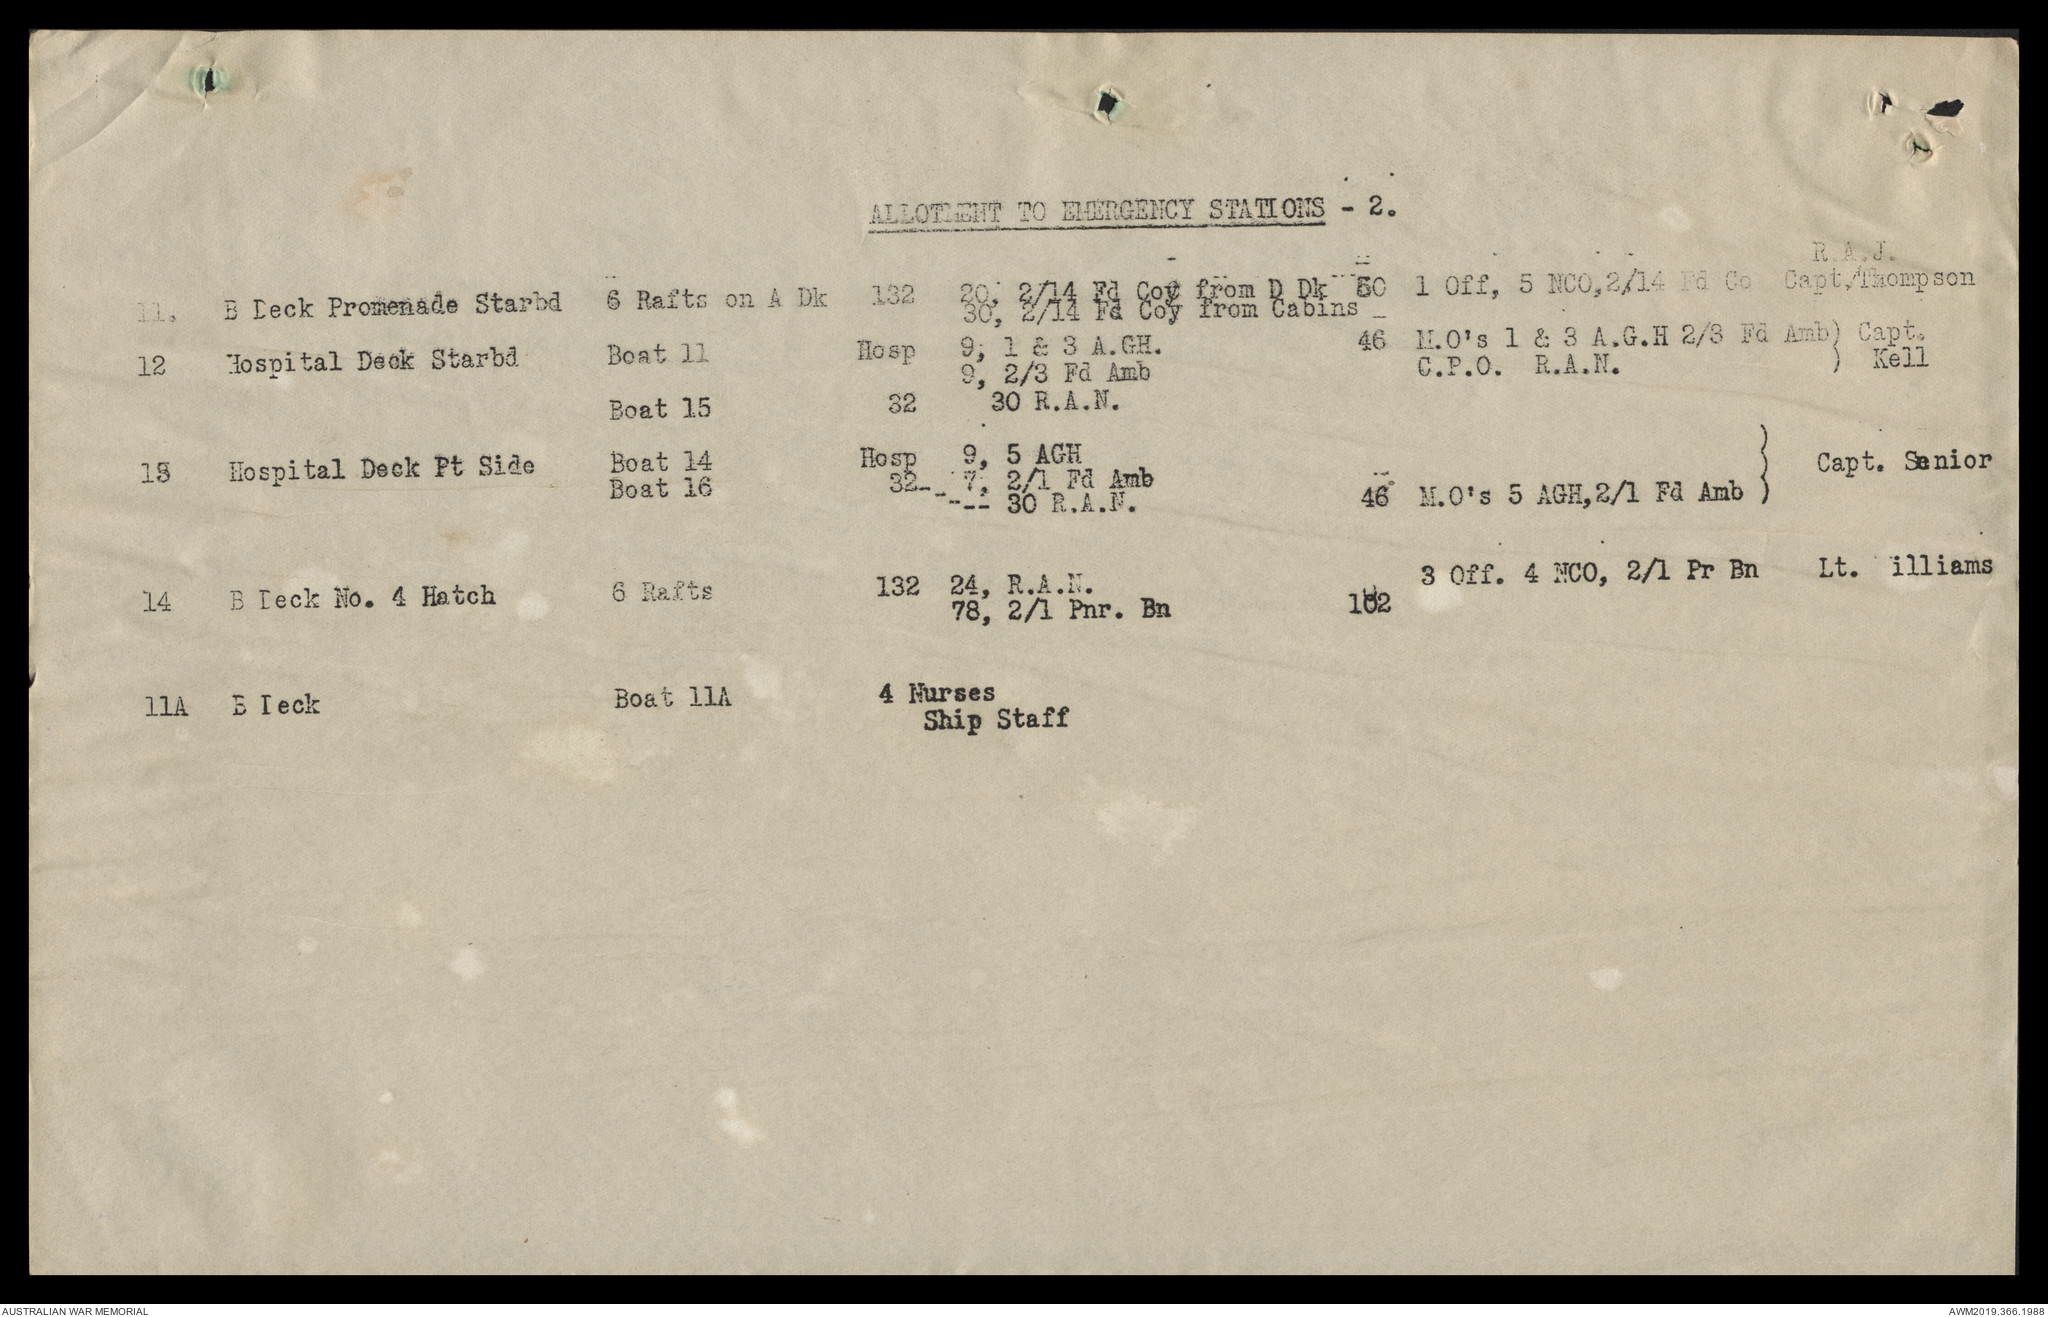 ALLOTMENT TO EMERGENCY STATIONS - 2.
R.A.J.
11. B Deck Promenade Starbd 6 Rafts on A Dk 132 20, 2/14 Fd Coy from D Dk 50 1 Off, 5 NCO,2/14 Fd Co Capt./Thompson
30, 2/14 Fd Coy from Cabins
12 Hospital Deck Starbd Boat 11 Hosp 9, 1 & 3 A.GH. 46 M.O's 1 & 3 A.G.H 2/3 Fd Amb) Capt.
9, 2/3 Fd Amb C.P.O. R.A.N. ) Kell
Boat 15 32 30 R.A.N.
13 Hospital Deck Pt Side Boat 14 Hosp 9, 5 AGH ) Capt. Senior
Boat 16 32-- 7, 2/1 Fd Amb 46 M.O's 5 AGH,2/1 Fd Amb )
--- 30 R.A.N.
14 B Deck No. 4 Hatch 6 Rafts 132 24, R.A.N. 3 Off. 4 NCO, 2/1 Pr Bn Lt. illiams
78, 2/1 Pnr. Bn 102
11A B Deck Boat 11A 4 Nurses
Ship Staff
AUSTRALIAN WAR MEMORIAL AWM2019.366.1988